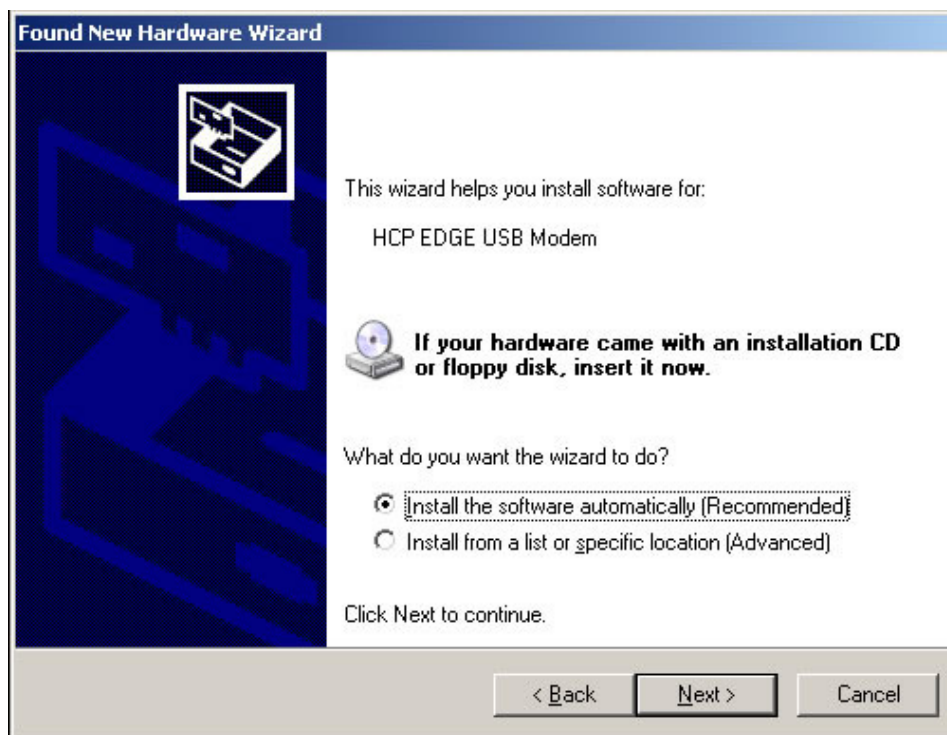 Found New Hardware Wizard
This wizard helps you install software for:
HCP EDGE USB Modem
If your hardware came with an installation CD
or floppy disk, insert it now.
What do you want the wizard to do?
Install the software automatically (Recommended)
Install from a list or specific location (Advanced)
Click Next to continue.
< Back
Next >
Cancel